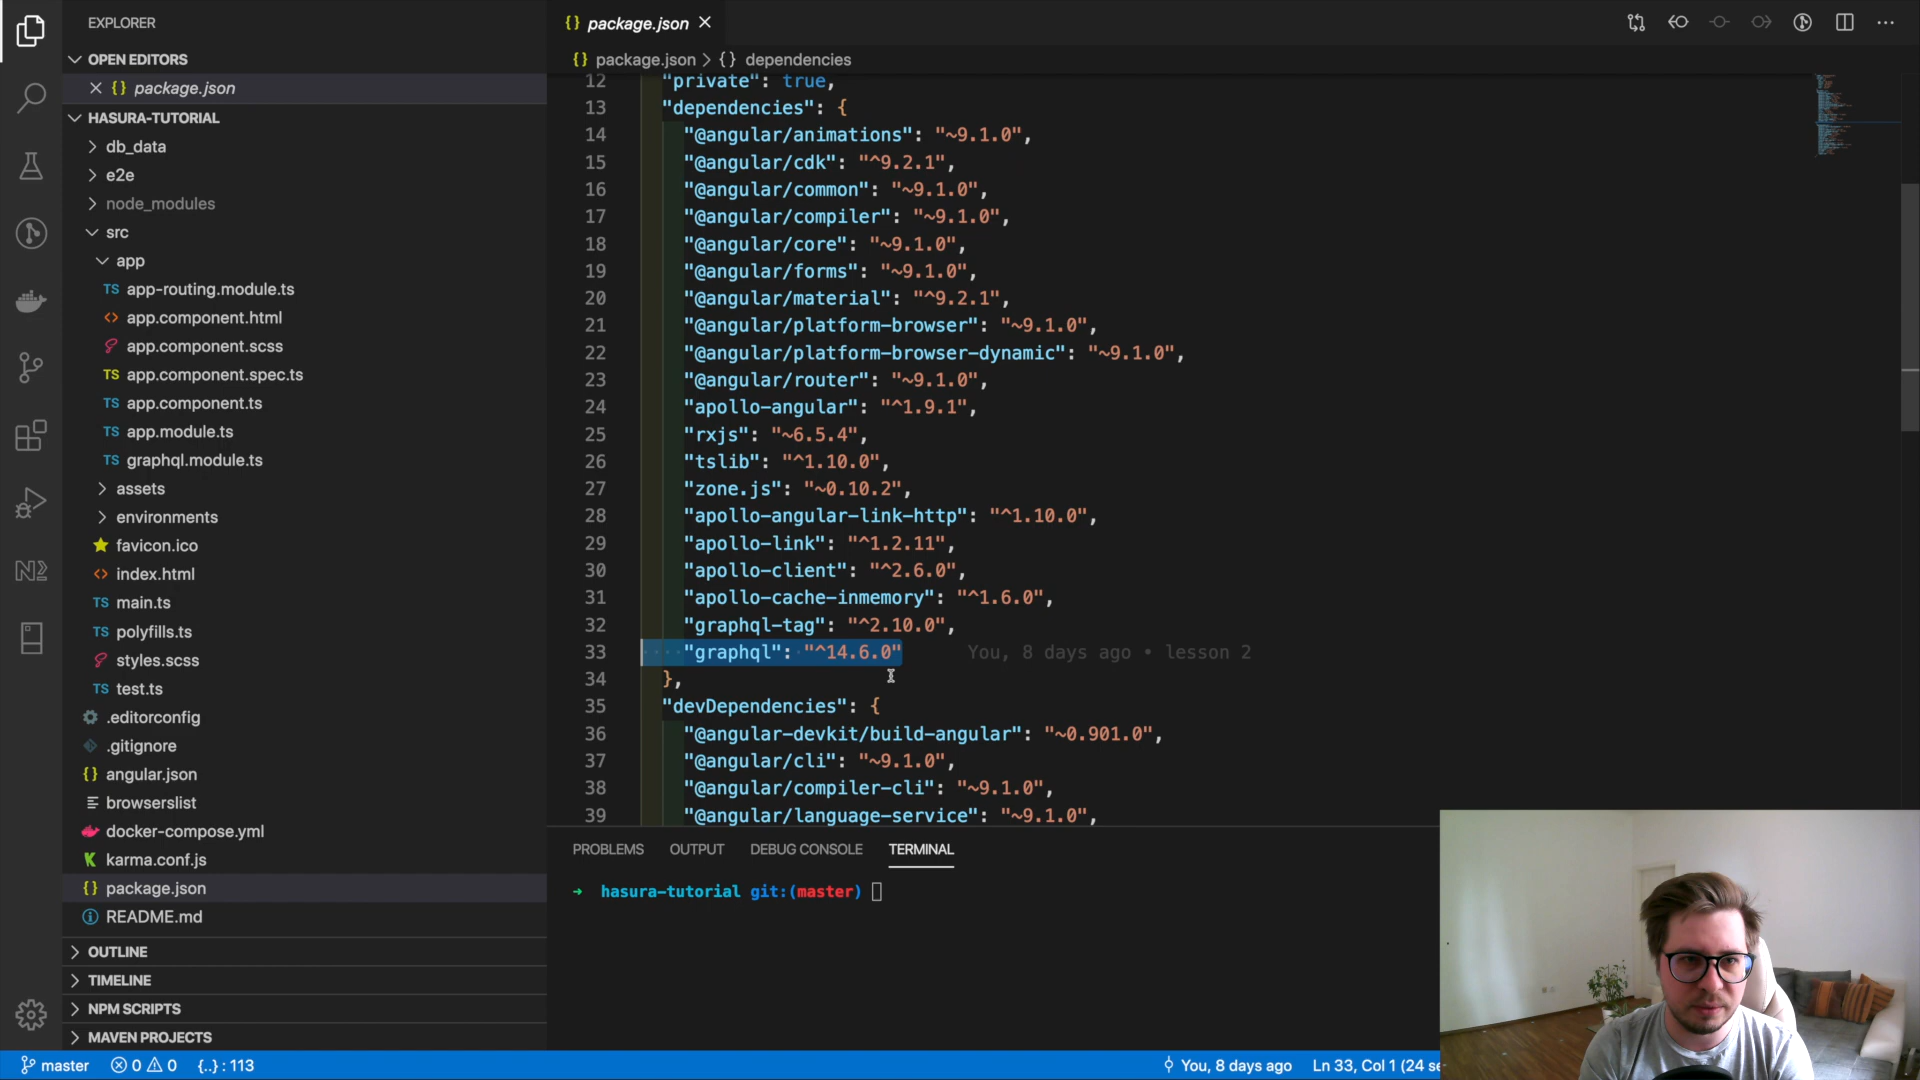 EXPLORER
OPEN EDITORS
{} package.json
HASURA-TUTORIAL
db_data
e2e
node_modules
src
app
TS app-routing.module.ts
<> app.component.html
app.component.scss
TS app.component.spec.ts
TS app.component.ts
TS app.module.ts
TS graphql.module.ts
assets
environments
favicon.ico
<> index.html
TS main.ts
TS polyfills.ts
styles.scss
TS test.ts
.editorconfig
.gitignore
{} angular.json
browserslist
docker-compose.yml
K karma.conf.js
{} package.json
README.md
OUTLINE
TIMELINE
NPM SCRIPTS
MAVEN PROJECTS
{} package.json
{} package.json > {} dependencies
12 "private": true,
13 "dependencies": {
14 "@angular/animations": "~9.1.0",
15 "@angular/cdk": "^9.2.1",
16 "@angular/common": "~9.1.0",
17 "@angular/compiler": "~9.1.0",
18 "@angular/core": "~9.1.0",
19 "@angular/forms": "~9.1.0",
20 "@angular/material": "^9.2.1",
21 "@angular/platform-browser": "~9.1.0",
22 "@angular/platform-browser-dynamic": "~9.1.0",
23 "@angular/router": "~9.1.0",
24 "apollo-angular": "^1.9.1",
25 "rxjs": "~6.5.4",
26 "tslib": "^1.10.0",
27 "zone.js": "~0.10.2",
28 "apollo-angular-link-http": "^1.10.0",
29 "apollo-link": "^1.2.11",
30 "apollo-client": "^2.6.0",
31 "apollo-cache-inmemory": "^1.6.0",
32 "graphql-tag": "^2.10.0",
33 "graphql": "^14.6.0" You, 8 days ago • lesson 2
34 },
35 "devDependencies": {
36 "@angular-devkit/build-angular": "~0.901.0",
37 "@angular/cli": "~9.1.0",
38 "@angular/compiler-cli": "~9.1.0",
39 "@angular/language-service": "~9.1.0",
PROBLEMS OUTPUT DEBUG CONSOLE TERMINAL
→ hasura-tutorial git:(master)
master 0 0 {..} : 113 You, 8 days ago Ln 33, Col 1 (24 se